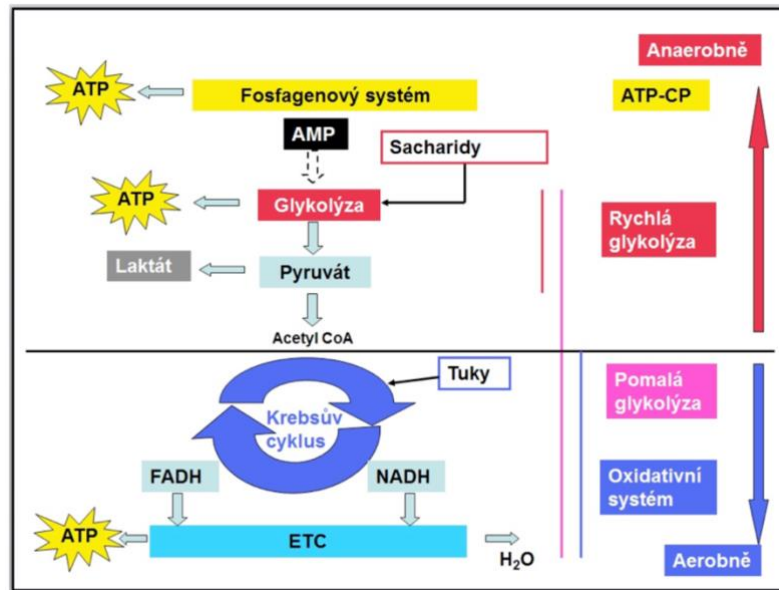 Anaerobně
ATP
Fosfagenový systém
ATP-CP
AMP
Sacharidy
ATP
Glykolýza
Rychlá
glykolýza
Laktát
Pyruvát
Acetyl CoA
Tuky
Pomalá
glykolýza
Krebsův
cyklus
FADH
NADH
Oxidativní
systém
ATP
ETC
H₂O
Aerobně